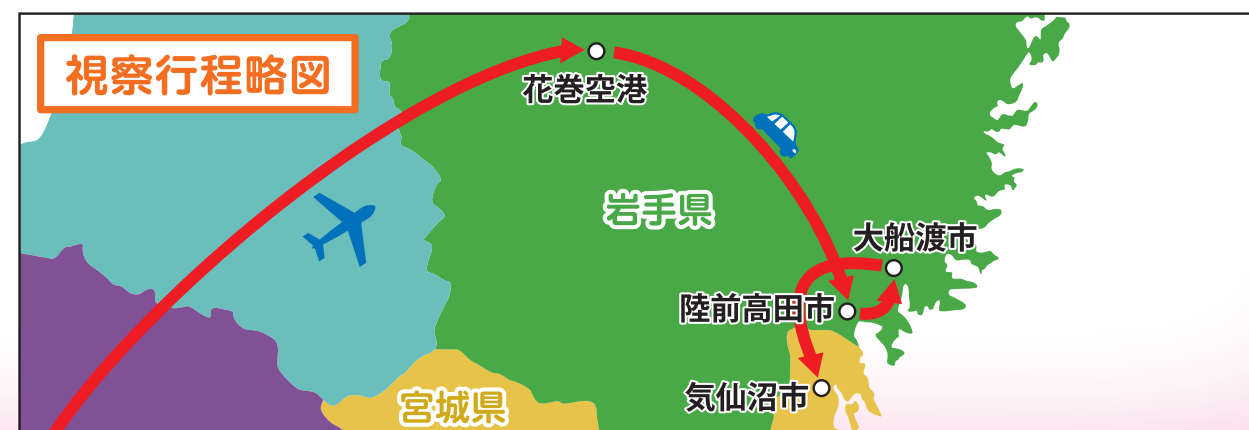 視察行程略図
花巻空港
岩手県
大船渡市
陸前高田市
気仙沼市
宮城県